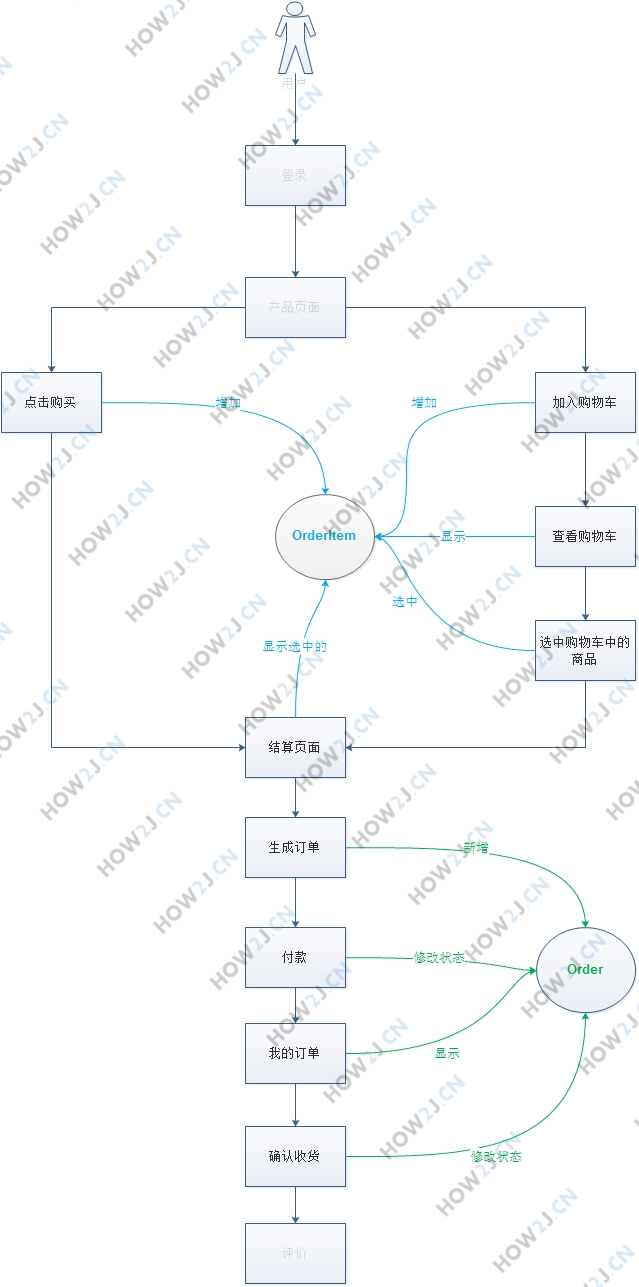 用户
登录
产品页面
点击购买
增加
增加
加入购物车
OrderItem
显示
查看购物车
选中
显示选中的
选中购物车中的
商品
结算页面
生成订单
新增
付款
修改状态
Order
我的订单
显示
确认收货
修改状态
评价
HOW2J.CN